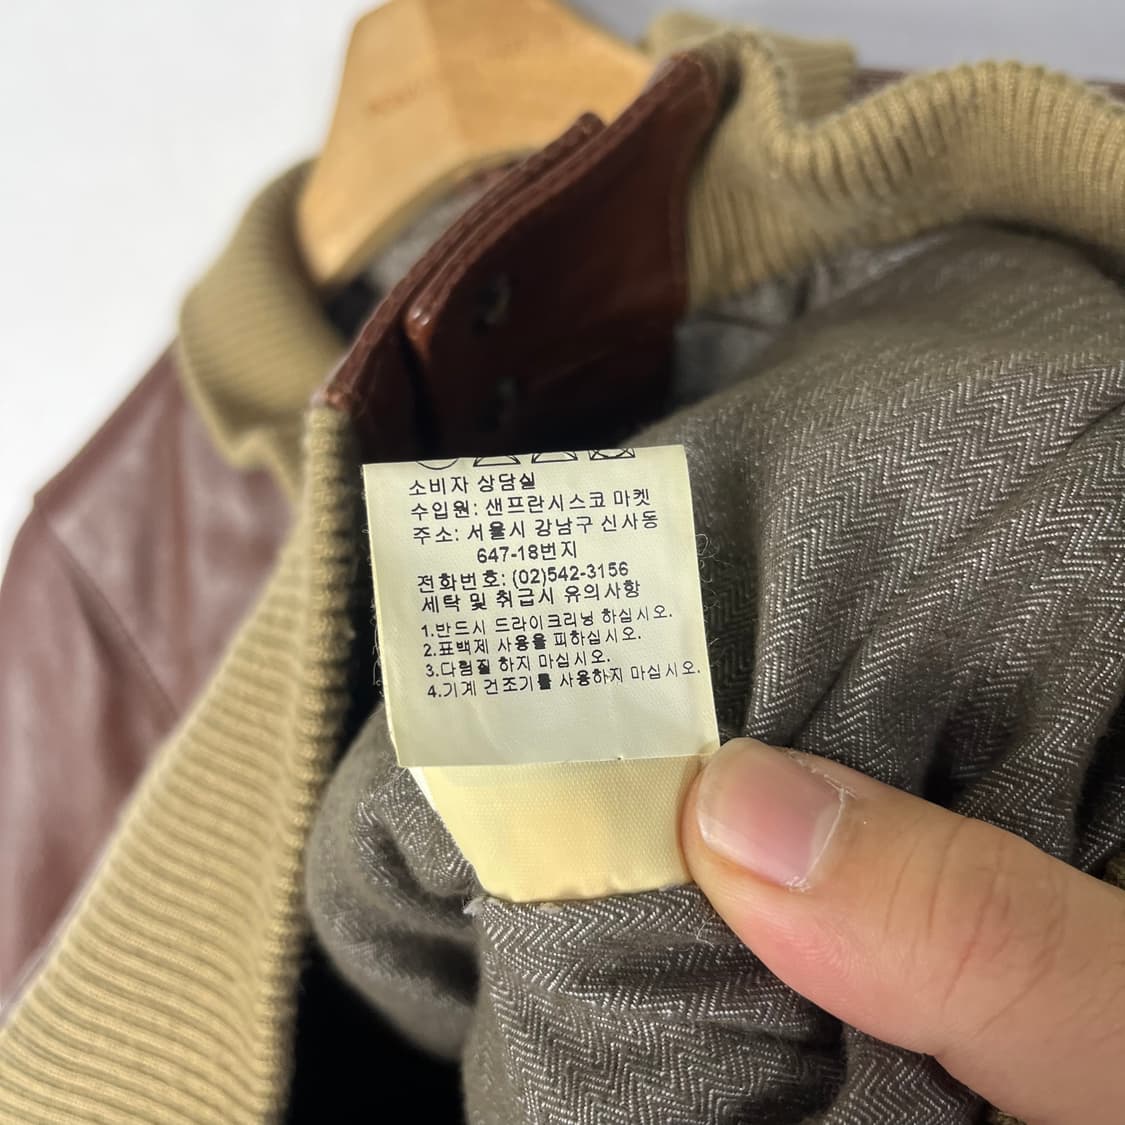 소비자 상담실
수입원: 샌프란시스코 마켓
주소: 서울시 강남구 신사동
647-18번지
전화번호: (02)542-3156
세탁 및 취급시 유의사항
1.반드시 드라이크리닝 하십시오.
2.표백제 사용을 피하십시오.
3.다림질 하지 마십시오.
4.기계 건조기를 사용하지 마십시오.